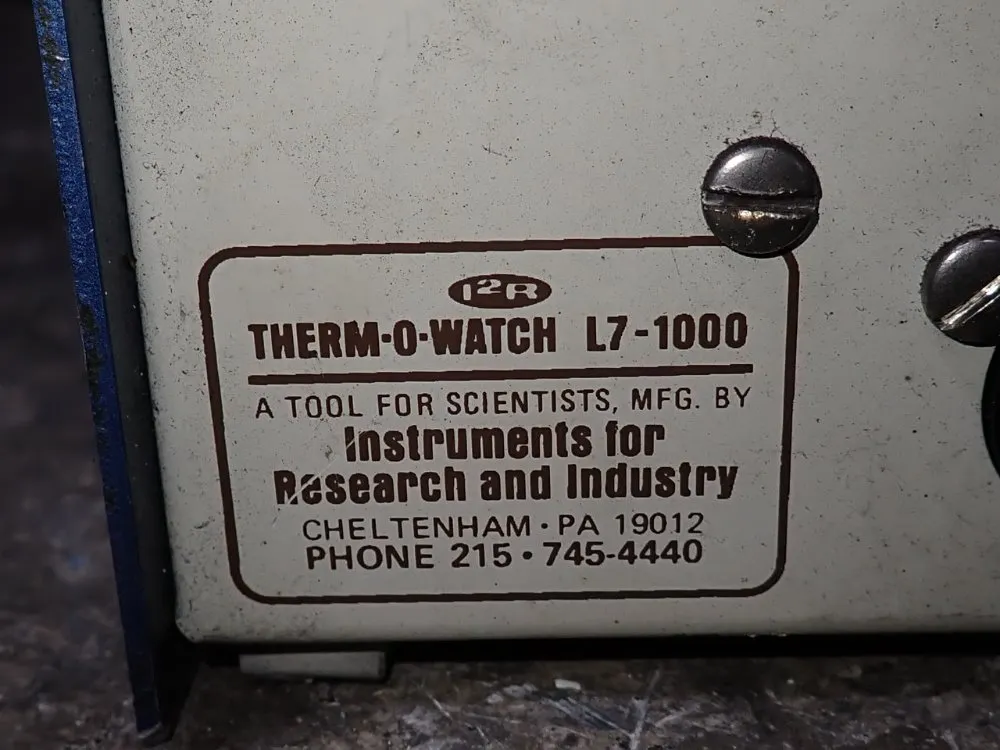 I2R
THERM·O·WATCH L7-1000
A TOOL FOR SCIENTISTS, MFG. BY
Instruments for
Research and Industry
CHELTENHAM · PA 19012
PHONE 215 • 745-4440